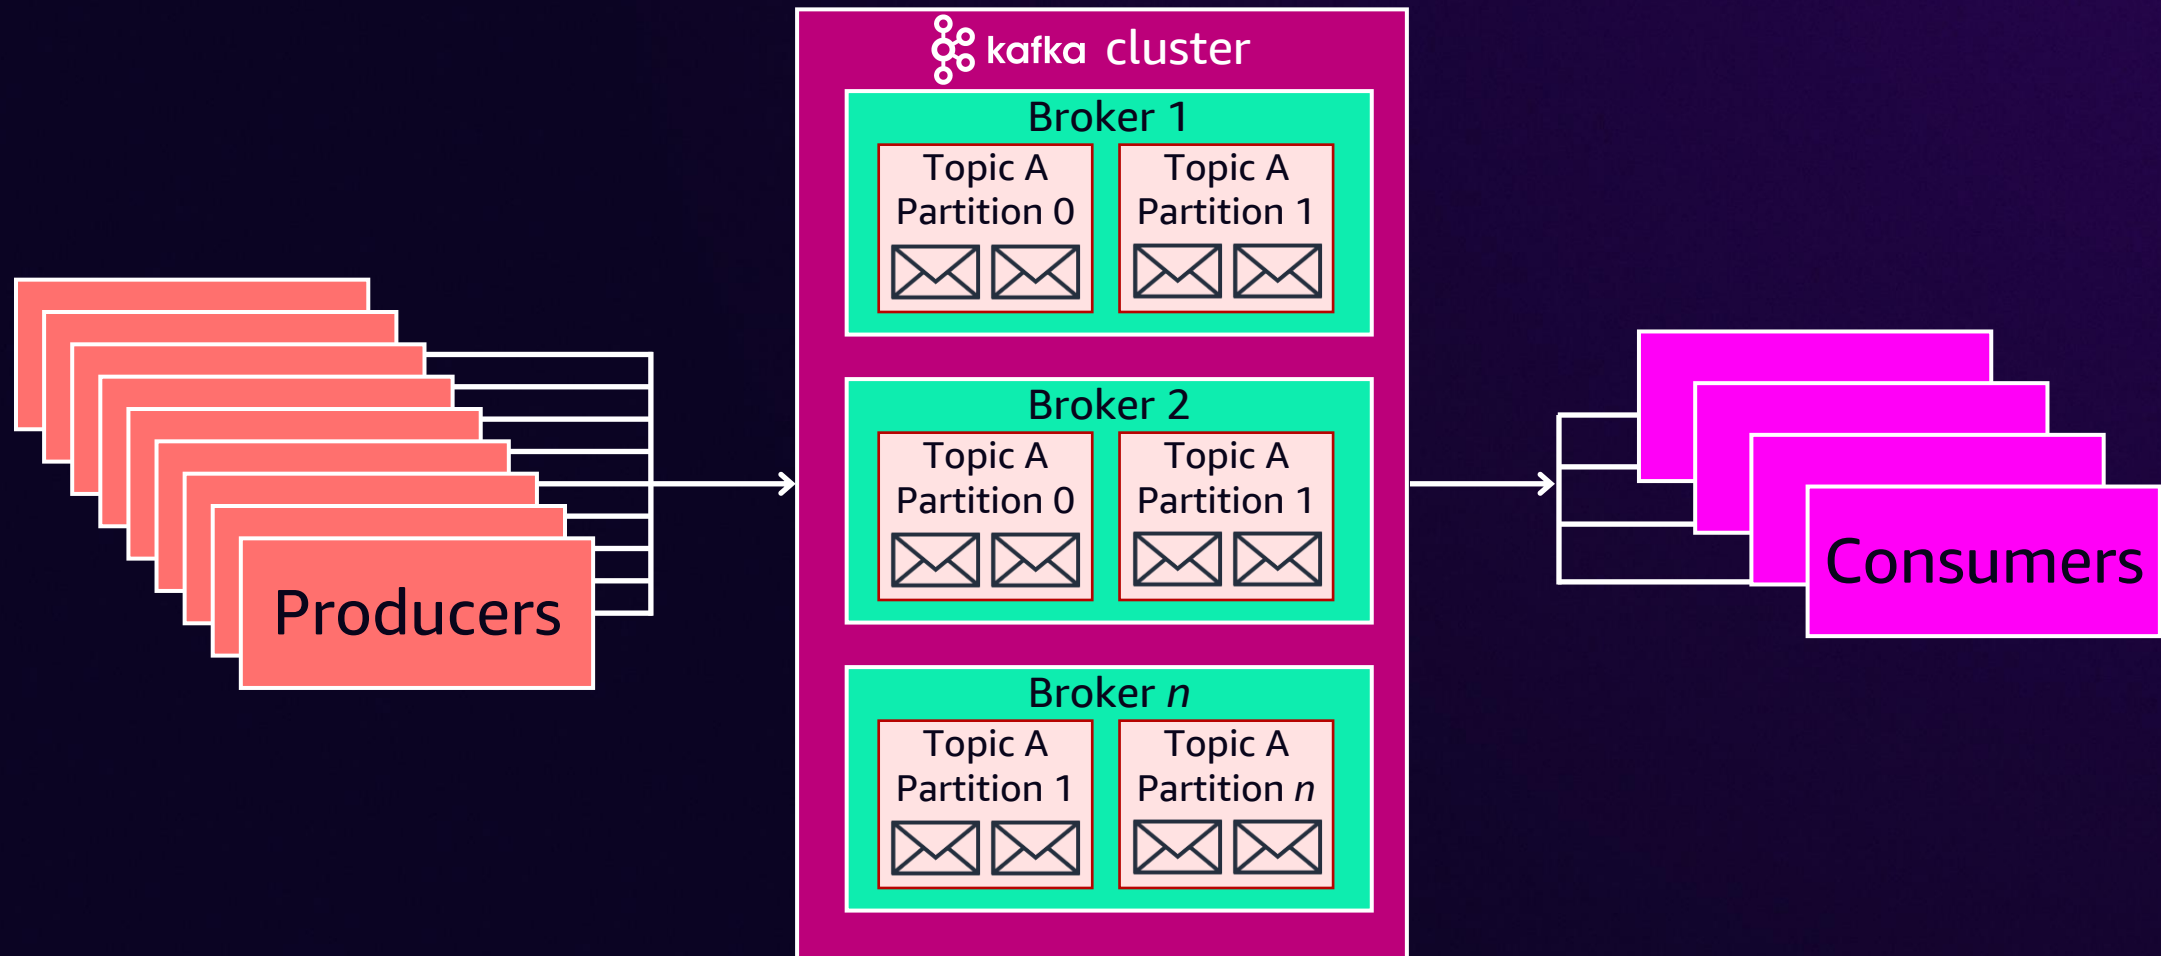 kafka cluster
Broker 1
Topic A
Partition 0
Topic A
Partition 1
Broker 2
Topic A
Partition 0
Topic A
Partition 1
Broker n
Topic A
Partition 1
Topic A
Partition n
Producers
Consumers